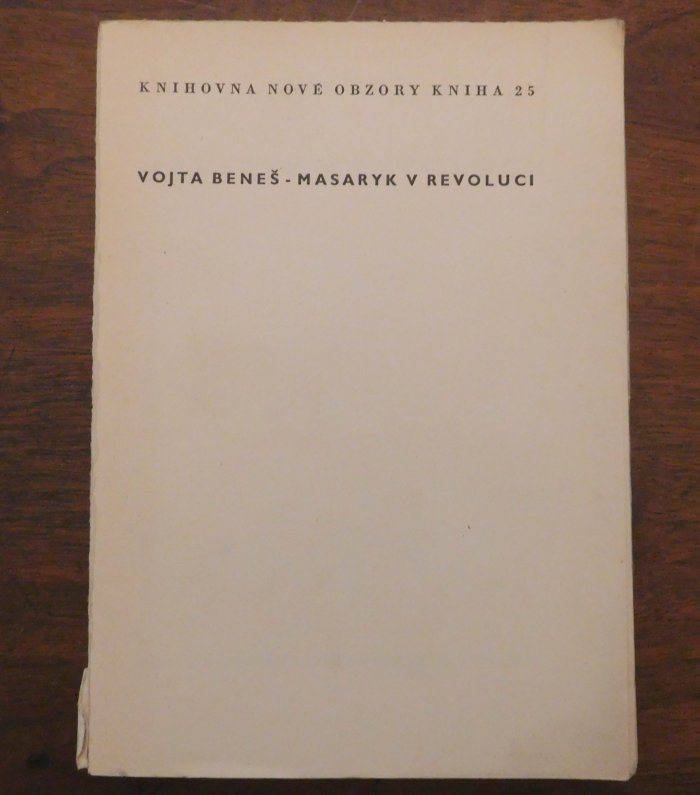 KNIHOVNA NOVÉ OBZORY KNIHA 25
VOJTA BENEŠ - MASARYK V REVOLUCI